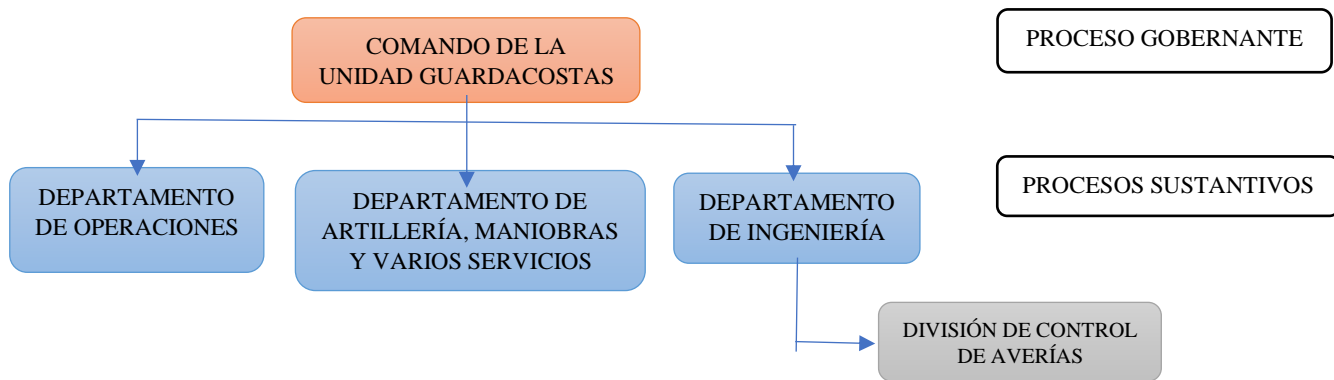 COMANDO DE LA
UNIDAD GUARDACOSTAS
PROCESO GOBERNANTE
DEPARTAMENTO
DE OPERACIONES
DEPARTAMENTO DE
ARTILLERÍA, MANIOBRAS
Y VARIOS SERVICIOS
DEPARTAMENTO
DE INGENIERÍA
PROCESOS SUSTANTIVOS
DIVISIÓN DE CONTROL
DE AVERÍAS